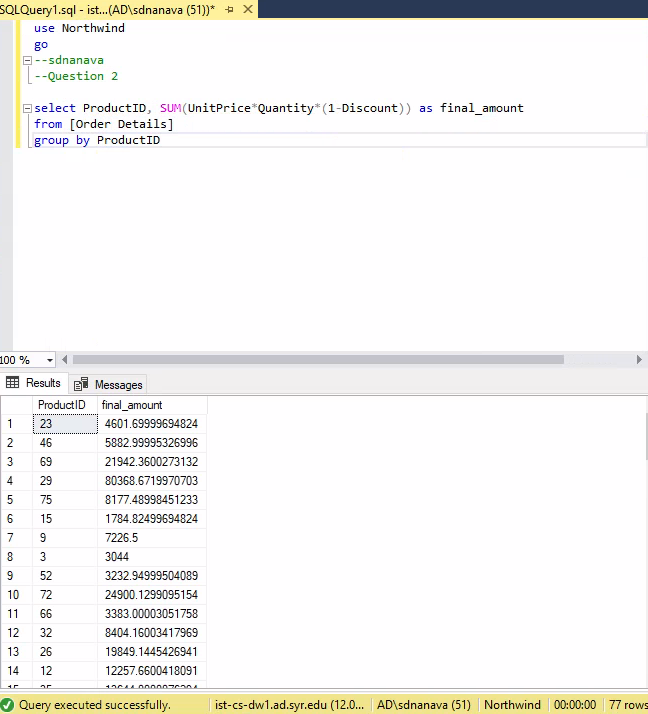 SQLQuery1.sql - ist...(AD\sdnanava (51))*
use Northwind
go
--sdnanava
--Question 2
select ProductID, SUM(UnitPrice*Quantity*(1-Discount)) as final_amount
from [Order Details]
group by ProductID
100 %
Results Messages
ProductID final_amount
1 23 4601.69999694824
2 46 5882.99995326996
3 69 21942.3600273132
4 29 80368.6719970703
5 75 8177.48998451233
6 15 1784.82499694824
7 9 7226.5
8 3 3044
9 52 3232.94999504089
10 72 24900.1299095154
11 66 3383.00003051758
12 32 8404.16003417969
13 26 19849.1445426941
14 12 12257.6600418091
Query executed successfully. ist-cs-dw1.ad.syr.edu (12.0... AD\sdnanava (51) Northwind 00:00:00 77 rows